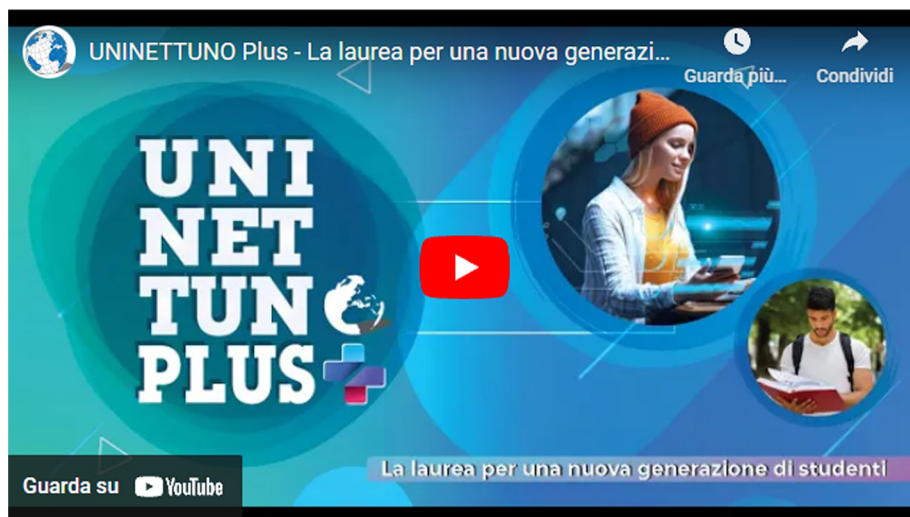 UNINETTUNO Plus - La laurea per una nuova generazi...
Guarda più...
Condividi
UNI
NET
TUN
PLUS
La laurea per una nuova generazione di studenti
Guarda su YouTube